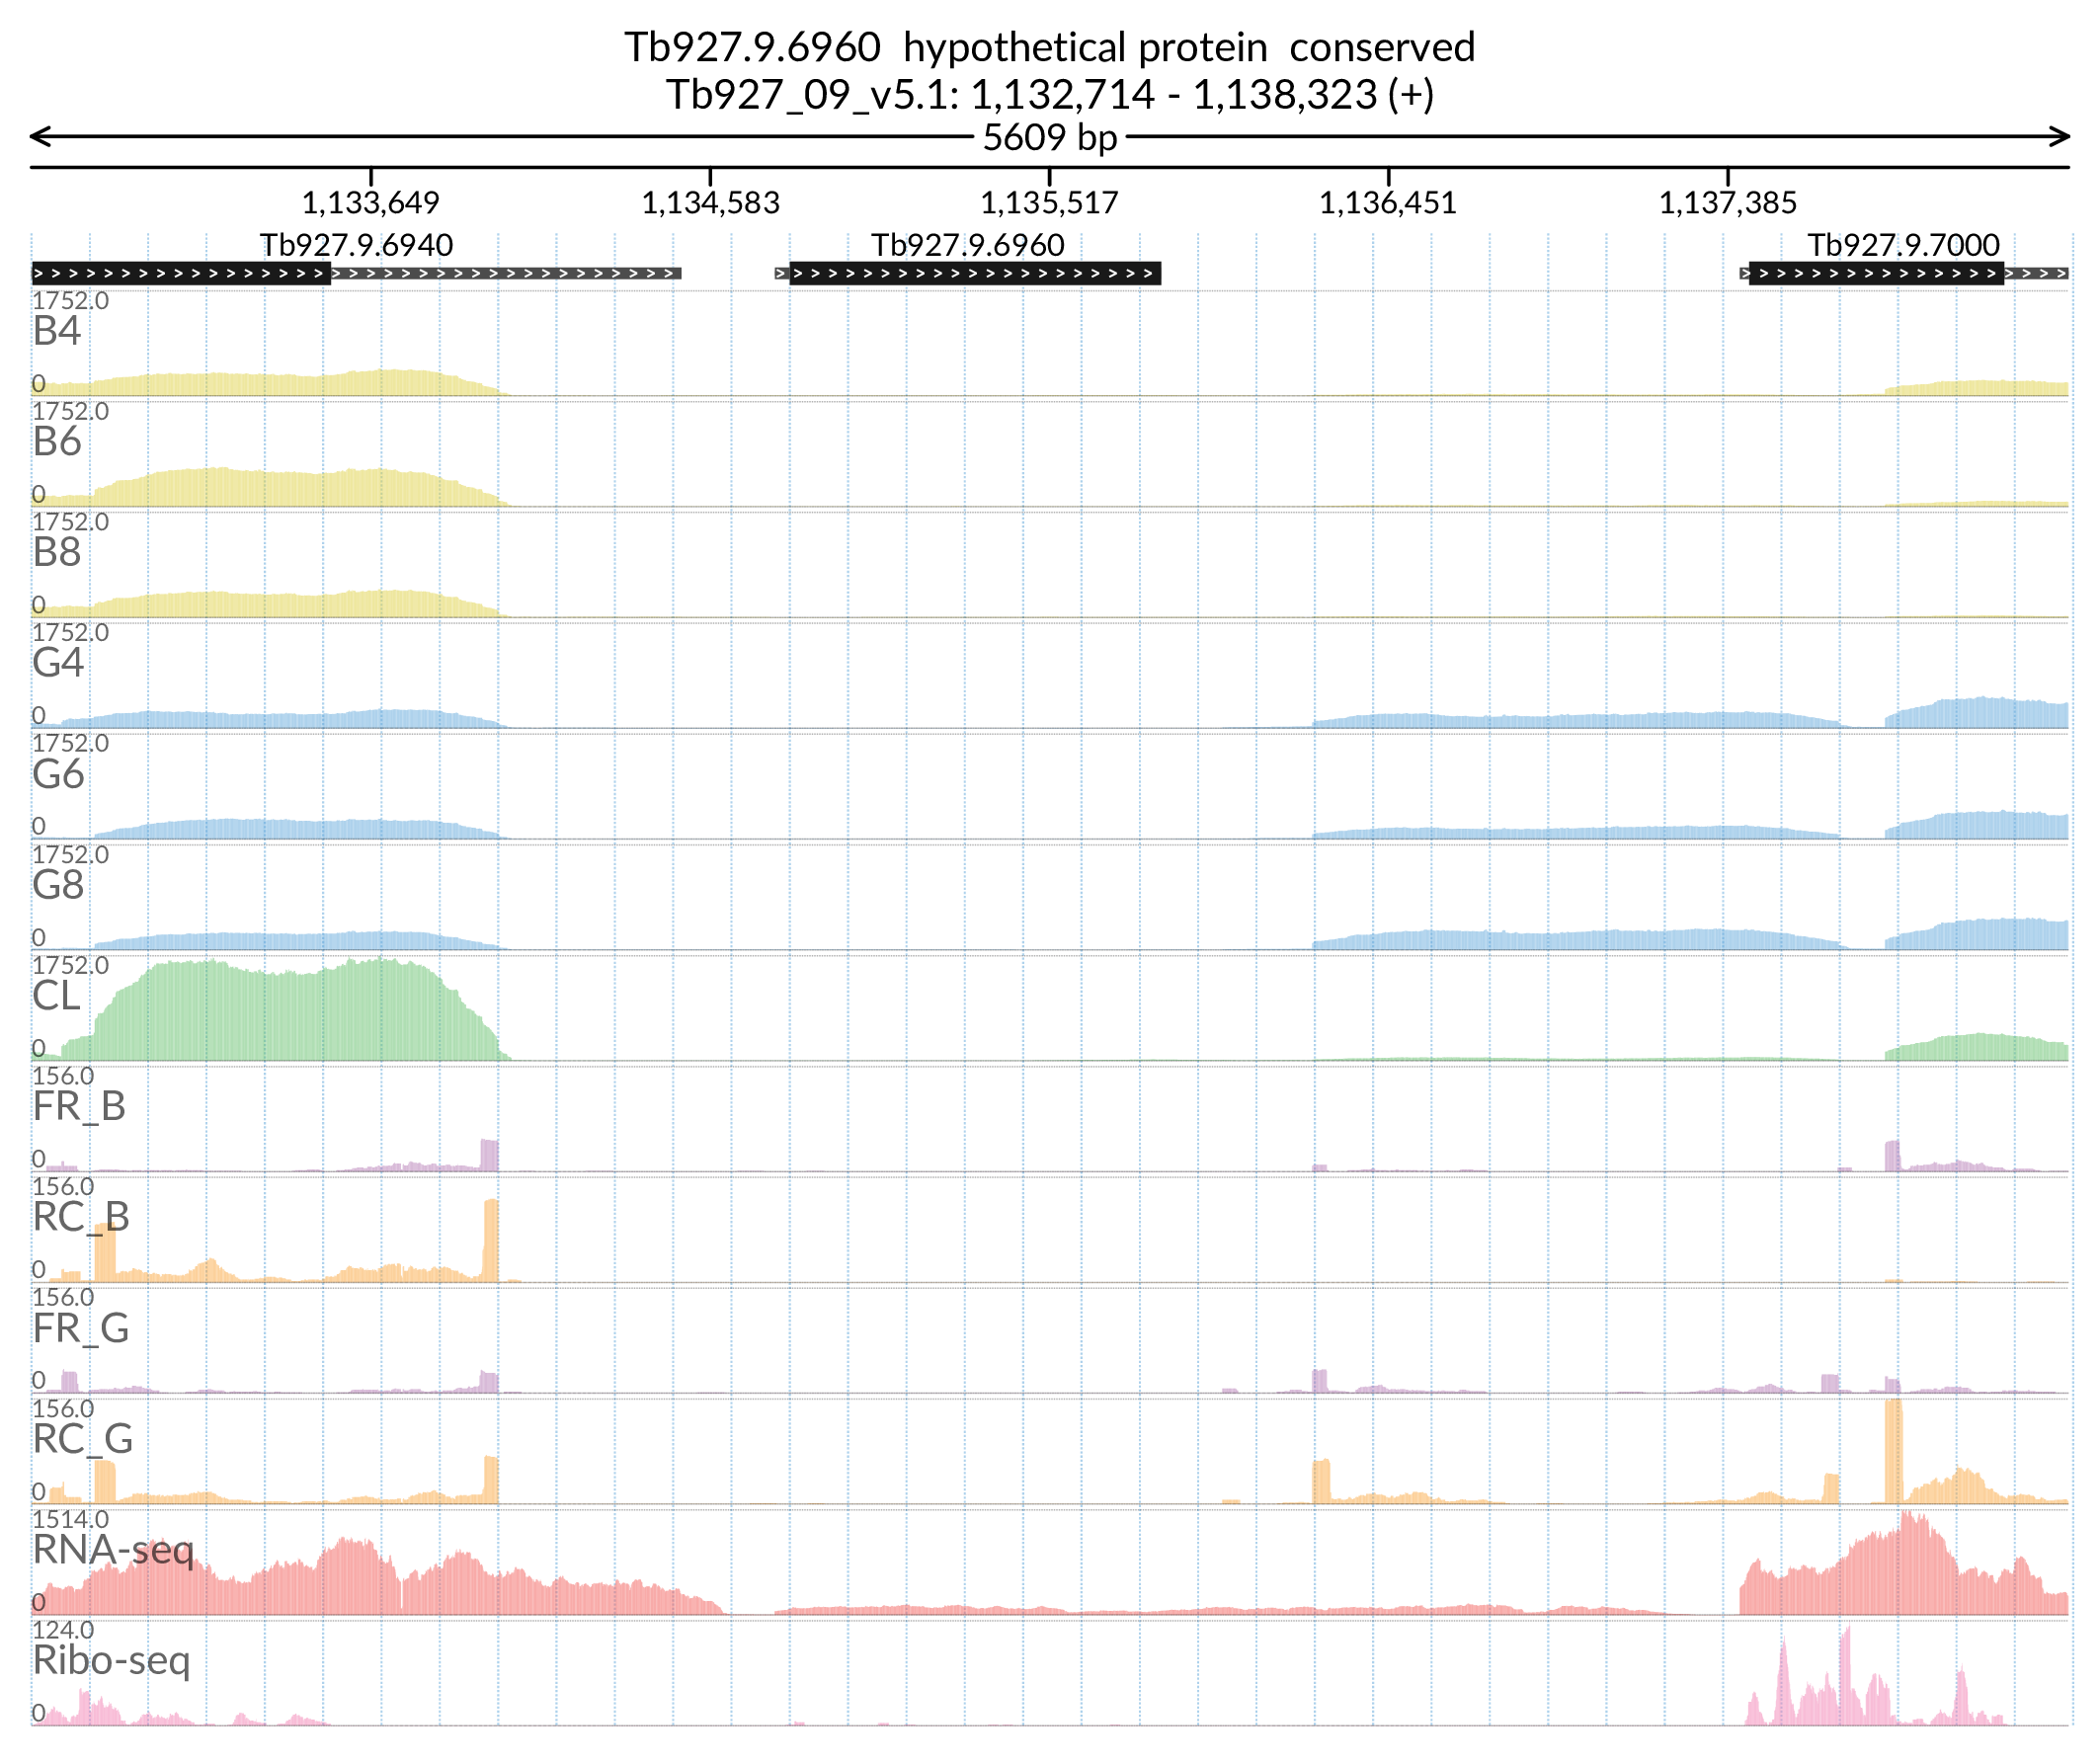 Tb927.9.6960 hypothetical protein conserved
Tb927_09_v5.1: 1,132,714 - 1,138,323 (+)
5609 bp
1,133,649 1,134,583 1,135,517 1,136,451 1,137,385
Tb927.9.6940 Tb927.9.6960 Tb927.9.7000
1752.0
B4
0
1752.0
B6
0
1752.0
B8
0
1752.0
G4
0
1752.0
G6
0
1752.0
G8
0
1752.0
CL
0
156.0
FR_B
0
156.0
RC_B
0
156.0
FR_G
0
156.0
RC_G
0
1514.0
RNA-seq
0
124.0
Ribo-seq
0